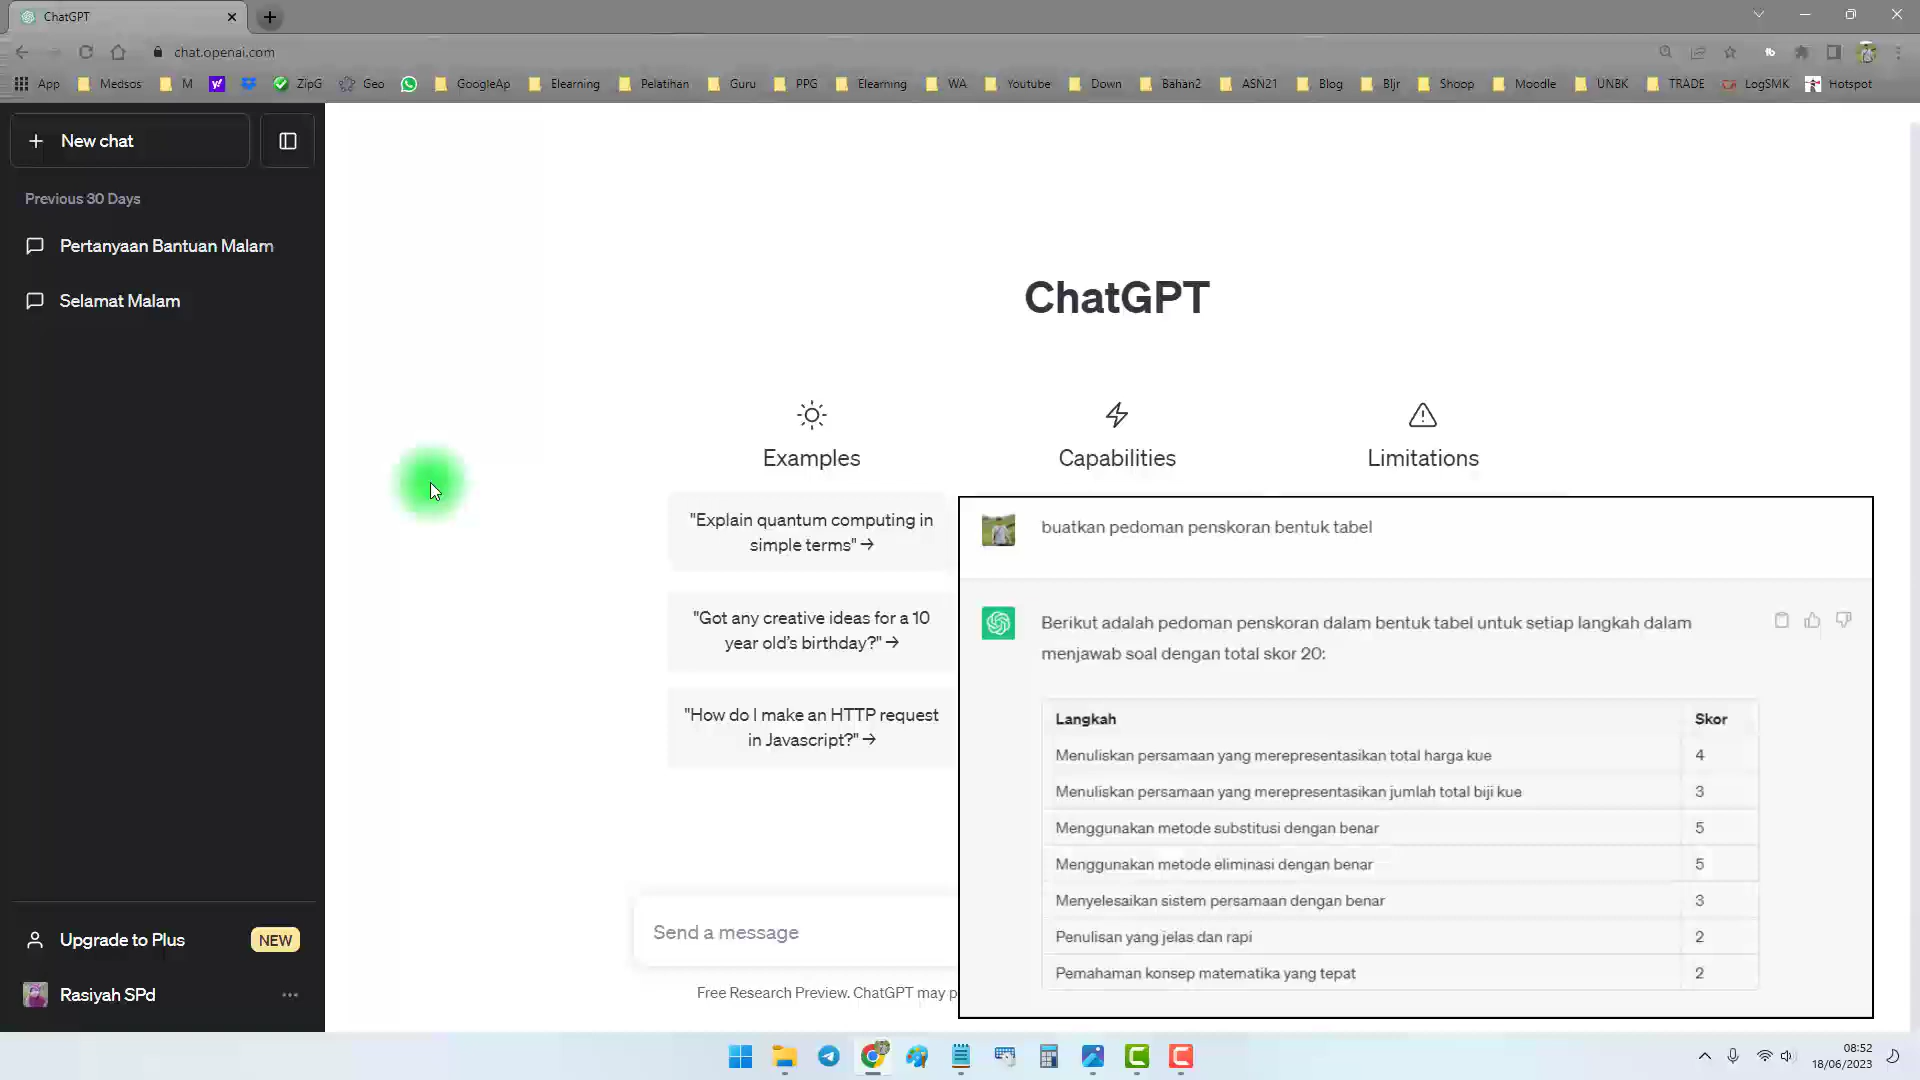 ChatGPT
chat.openai.com
App
Medsos
M
ZipG
Geo
GoogleAp
Elearning
Pelatihan
Guru
PPG
Elearning
WA
Youtube
Down
Bahan2
ASN21
Blog
Bljr
Shoop
Moodle
UNBK
TRADE
LogSMK
Hotspot
New chat
Previous 30 Days
Pertanyaan Bantuan Malam
Selamat Malam
Upgrade to Plus
NEW
Rasiyah SPd
ChatGPT
Examples
Capabilities
Limitations
"Explain quantum computing in
simple terms" →
"Got any creative ideas for a 10
year old's birthday?" →
"How do I make an HTTP request
in Javascript?" →
Send a message
Free Research Preview. ChatGPT may p
buatkan pedoman penskoran bentuk tabel
Berikut adalah pedoman penskoran dalam bentuk tabel untuk setiap langkah dalam
menjawab soal dengan total skor 20:
Langkah Skor
Menuliskan persamaan yang merepresentasikan total harga kue 4
Menuliskan persamaan yang merepresentasikan jumlah total biji kue 3
Menggunakan metode substitusi dengan benar 5
Menggunakan metode eliminasi dengan benar 5
Menyelesaikan sistem persamaan dengan benar 3
Penulisan yang jelas dan rapi 2
Pemahaman konsep matematika yang tepat 2
08:52
18/06/2023